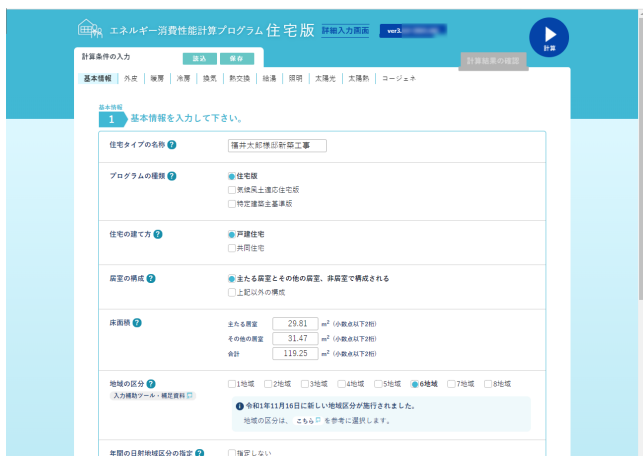 エネルギー消費性能計算プログラム 住宅版 詳細入力画面 ver3.
計算
計算条件の入力 読込 保存 計算結果の確認
基本情報 外皮 暖房 冷房 換気 熱交換 給湯 照明 太陽光 太陽熱 コージェネ
基本情報
1 基本情報を入力して下さい。
住宅タイプの名称 ? 福井太郎様邸新築工事
プログラムの種類 ? 住宅版
気候風土適応住宅版
特定建築主基準版
住宅の建て方 ? 戸建住宅
共同住宅
居室の構成 ? 主たる居室とその他の居室、非居室で構成される
上記以外の構成
床面積 ? 主たる居室 29.81 m² (小数点以下2桁)
その他の居室 31.47 m² (小数点以下2桁)
合計 119.25 m² (小数点以下2桁)
地域の区分 ? 1地域 2地域 3地域 4地域 5地域 6地域 7地域 8地域
入力補助ツール・補足資料
令和1年11月16日に新しい地域区分が施行されました。
地域の区分は、 こちら を参考に選択します。
年間の日射地域区分の指定 ? 指定しない